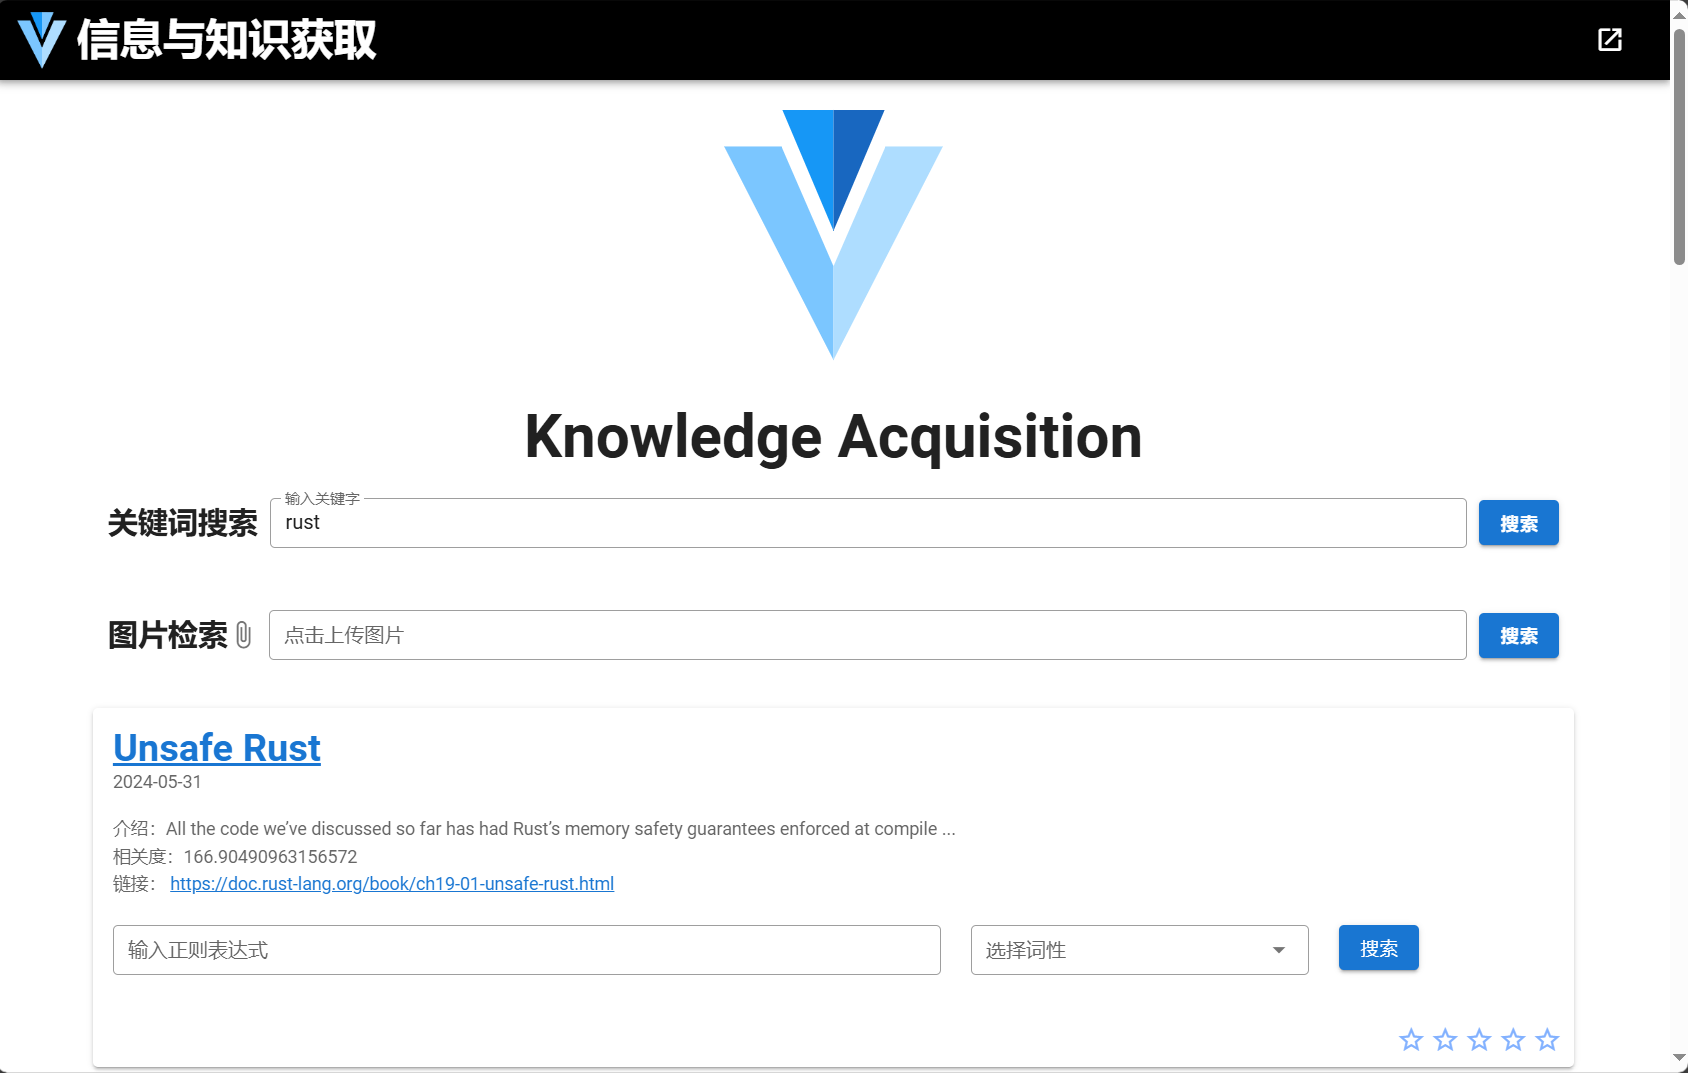 信息与知识获取
Knowledge Acquisition
输入关键字
关键词搜索 rust 搜索
图片检索 点击上传图片 搜索
Unsafe Rust
2024-05-31
介绍：All the code we’ve discussed so far has had Rust’s memory safety guarantees enforced at compile ...
相关度：166.90490963156572
链接： https://doc.rust-lang.org/book/ch19-01-unsafe-rust.html
输入正则表达式 选择词性 搜索